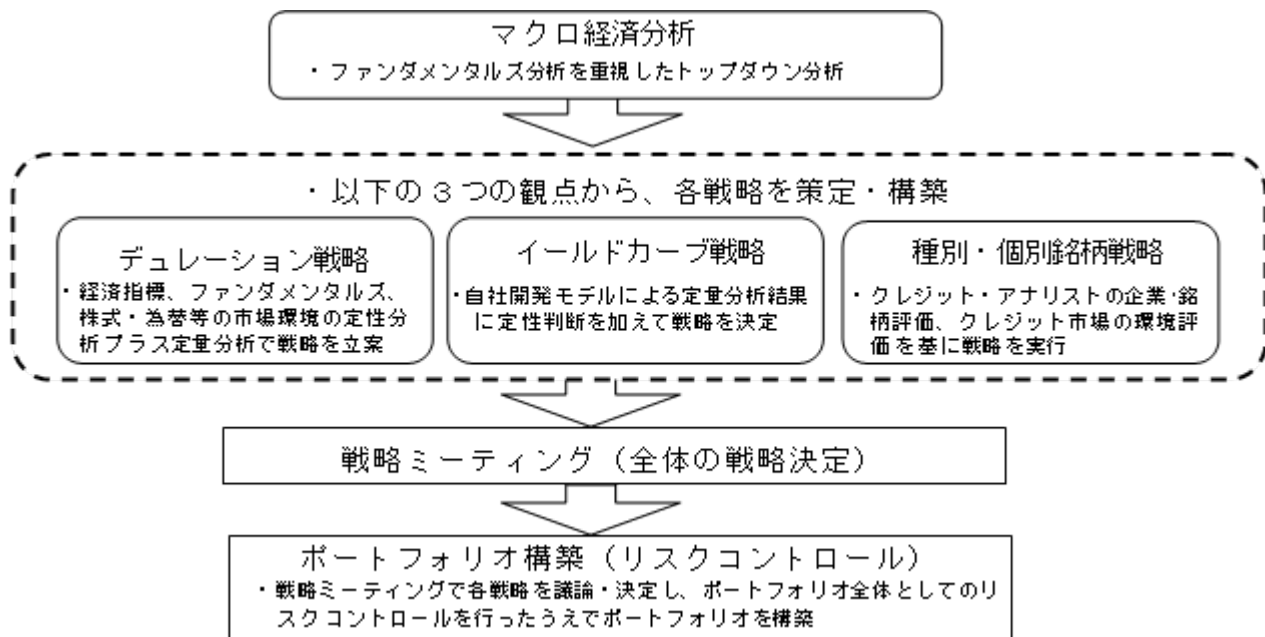 マクロ経済分析
・ファンダメンタルズ分析を重視したトップダウン分析
・以下の3つの観点から、各戦略を策定・構築
デュレーション戦略
・経済指標、ファンダメンタルズ、
株式・為替等の市場環境の定性分
析プラス定量分析で戦略を立案
イールドカーブ戦略
・自社開発モデルによる定量分析結果
に定性判断を加えて戦略を決定
種別・個別銘柄戦略
・クレジット・アナリストの企業・銘
柄評価、クレジット市場の環境評
価を基に戦略を実行
戦略ミーティング（全体の戦略決定）
ポートフォリオ構築（リスクコントロール）
・戦略ミーティングで各戦略を議論・決定し、ポートフォリオ全体としてのリ
スクコントロールを行ったうえでポートフォリオを構築